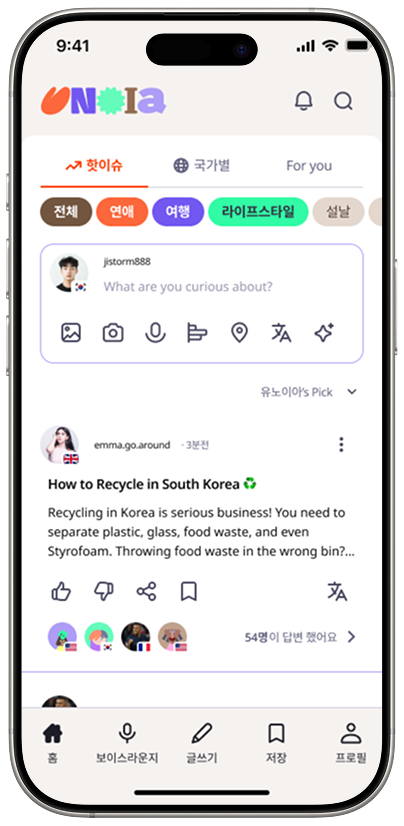 9:41
UNOIa
핫이슈 국가별 For you
전체 연애 여행 라이프스타일 설날
jistorm888
What are you curious about?
유노이아's Pick
emma.go.around · 3분전
How to Recycle in South Korea ♻️
Recycling in Korea is serious business! You need to
separate plastic, glass, food waste, and even
Styrofoam. Throwing food waste in the wrong bin?...
54명이 답변 했어요
홈 보이스라운지 글쓰기 저장 프로필